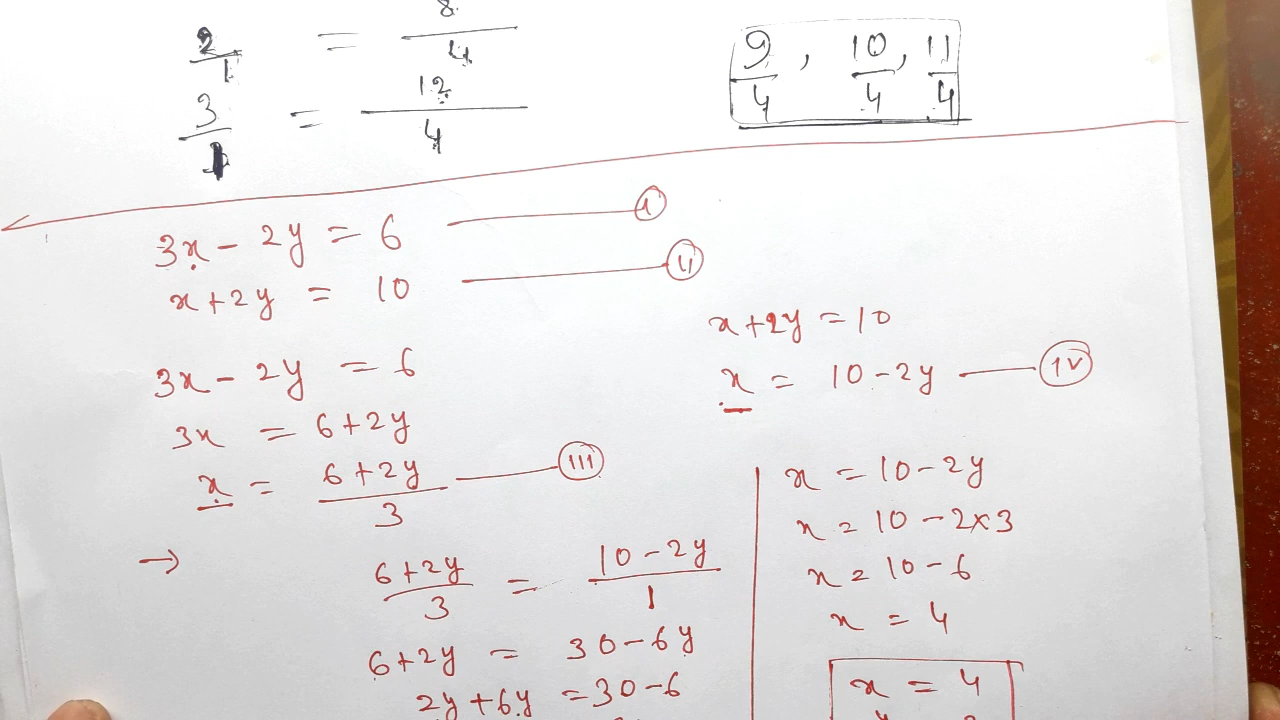 2/1 = 8/4
3/1 = 12/4
9/4 , 10/4 , 11/4
3x - 2y = 6 (I)
x + 2y = 10 (II)
3x - 2y = 6
3x = 6 + 2y
x = (6 + 2y)/3 (III)
x + 2y = 10
x = 10 - 2y (IV)
→ (6 + 2y)/3 = (10 - 2y)/1
6 + 2y = 30 - 6y
2y + 6y = 30 - 6
x = 10 - 2y
x = 10 - 2×3
x = 10 - 6
x = 4
x = 4